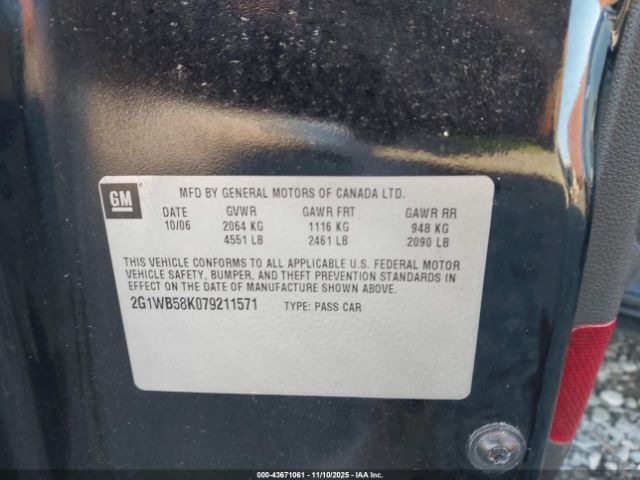 GM
MFD BY GENERAL MOTORS OF CANADA LTD.
DATE GVWR GAWR FRT GAWR RR
10/06 2064 KG 1116 KG 948 KG
4551 LB 2461 LB 2090 LB
THIS VEHICLE CONFORMS TO ALL APPLICABLE U.S. FEDERAL MOTOR
VEHICLE SAFETY, BUMPER, AND THEFT PREVENTION STANDARDS IN
EFFECT ON THE DATE OF MANUFACTURE SHOWN ABOVE.
2G1WB58K079211571 TYPE: PASS CAR
000-43671061 - 11/10/2025 - IAA Inc.